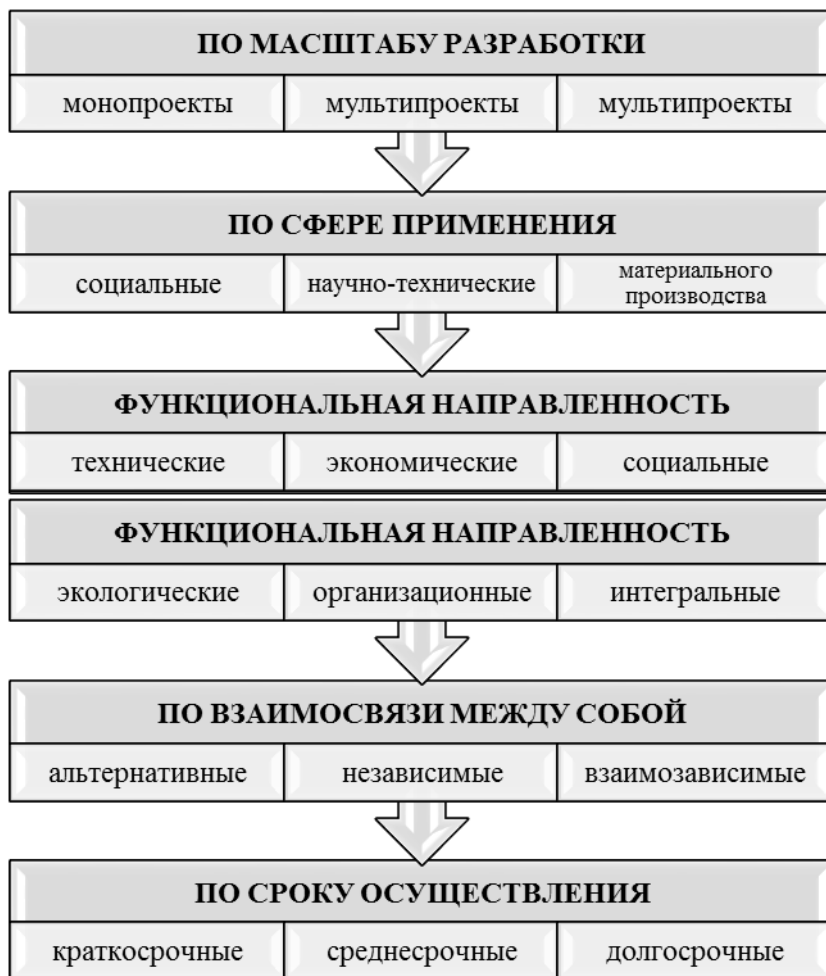 ПО МАСШТАБУ РАЗРАБОТКИ
монопроекты мультипроекты мультипроекты
ПО СФЕРЕ ПРИМЕНЕНИЯ
социальные научно-технические материального
производства
ФУНКЦИОНАЛЬНАЯ НАПРАВЛЕННОСТЬ
технические экономические социальные
ФУНКЦИОНАЛЬНАЯ НАПРАВЛЕННОСТЬ
экологические организационные интегральные
ПО ВЗАИМОСВЯЗИ МЕЖДУ СОБОЙ
альтернативные независимые взаимозависимые
ПО СРОКУ ОСУЩЕСТВЛЕНИЯ
краткосрочные среднесрочные долгосрочные